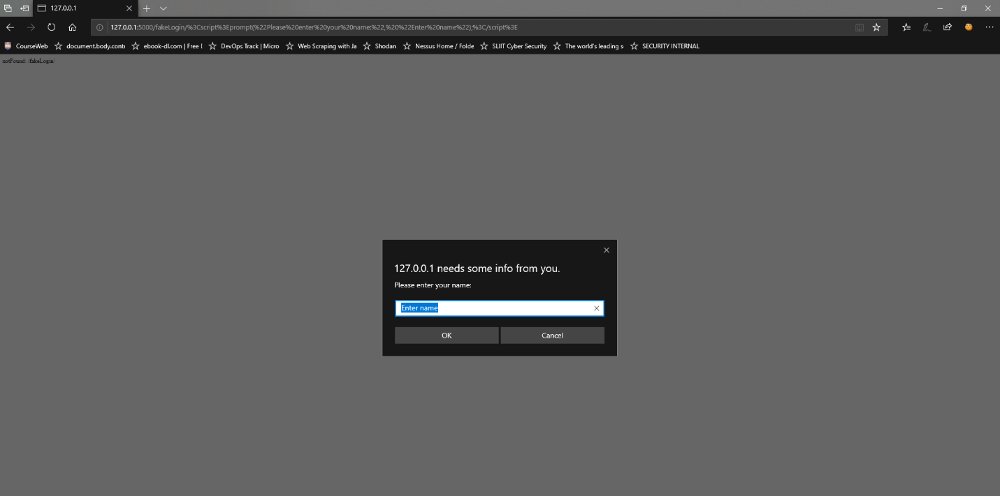 127.0.0.1
127.0.0.1:5000/fakeLogin/%3Cscript%3Eprompt(%22Please%20enter%20your%20name:%22,%20%22Enter%20name%22);%3C/script%3E
CourseWeb document.body.conte ebook-dl.com | Free I DevOps Track | Micro Web Scraping with Ja Shodan Nessus Home / Folde SLIIT Cyber Security The world's leading s SECURITY INTERNAL
notFound: /fakeLogin/
127.0.0.1 needs some info from you.
Please enter your name:
Enter name
OK Cancel